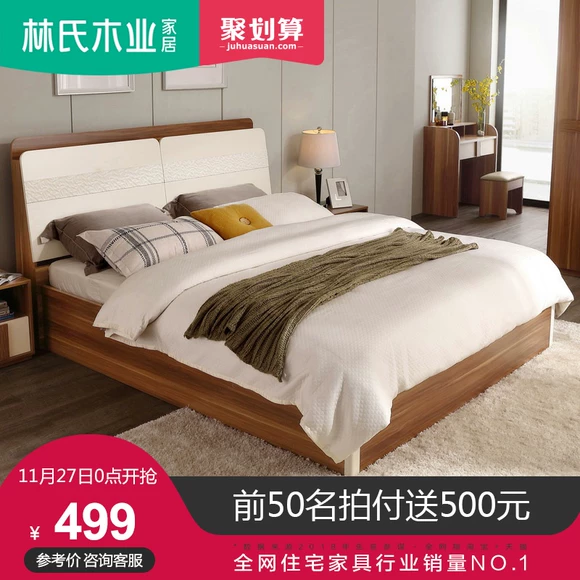 林氏木业 家居
聚划算
juhuasuan.com
11月27日0点开抢
¥ 499
参考价 咨询客服
前50名拍付送500元
全网住宅家具行业销量NO.1